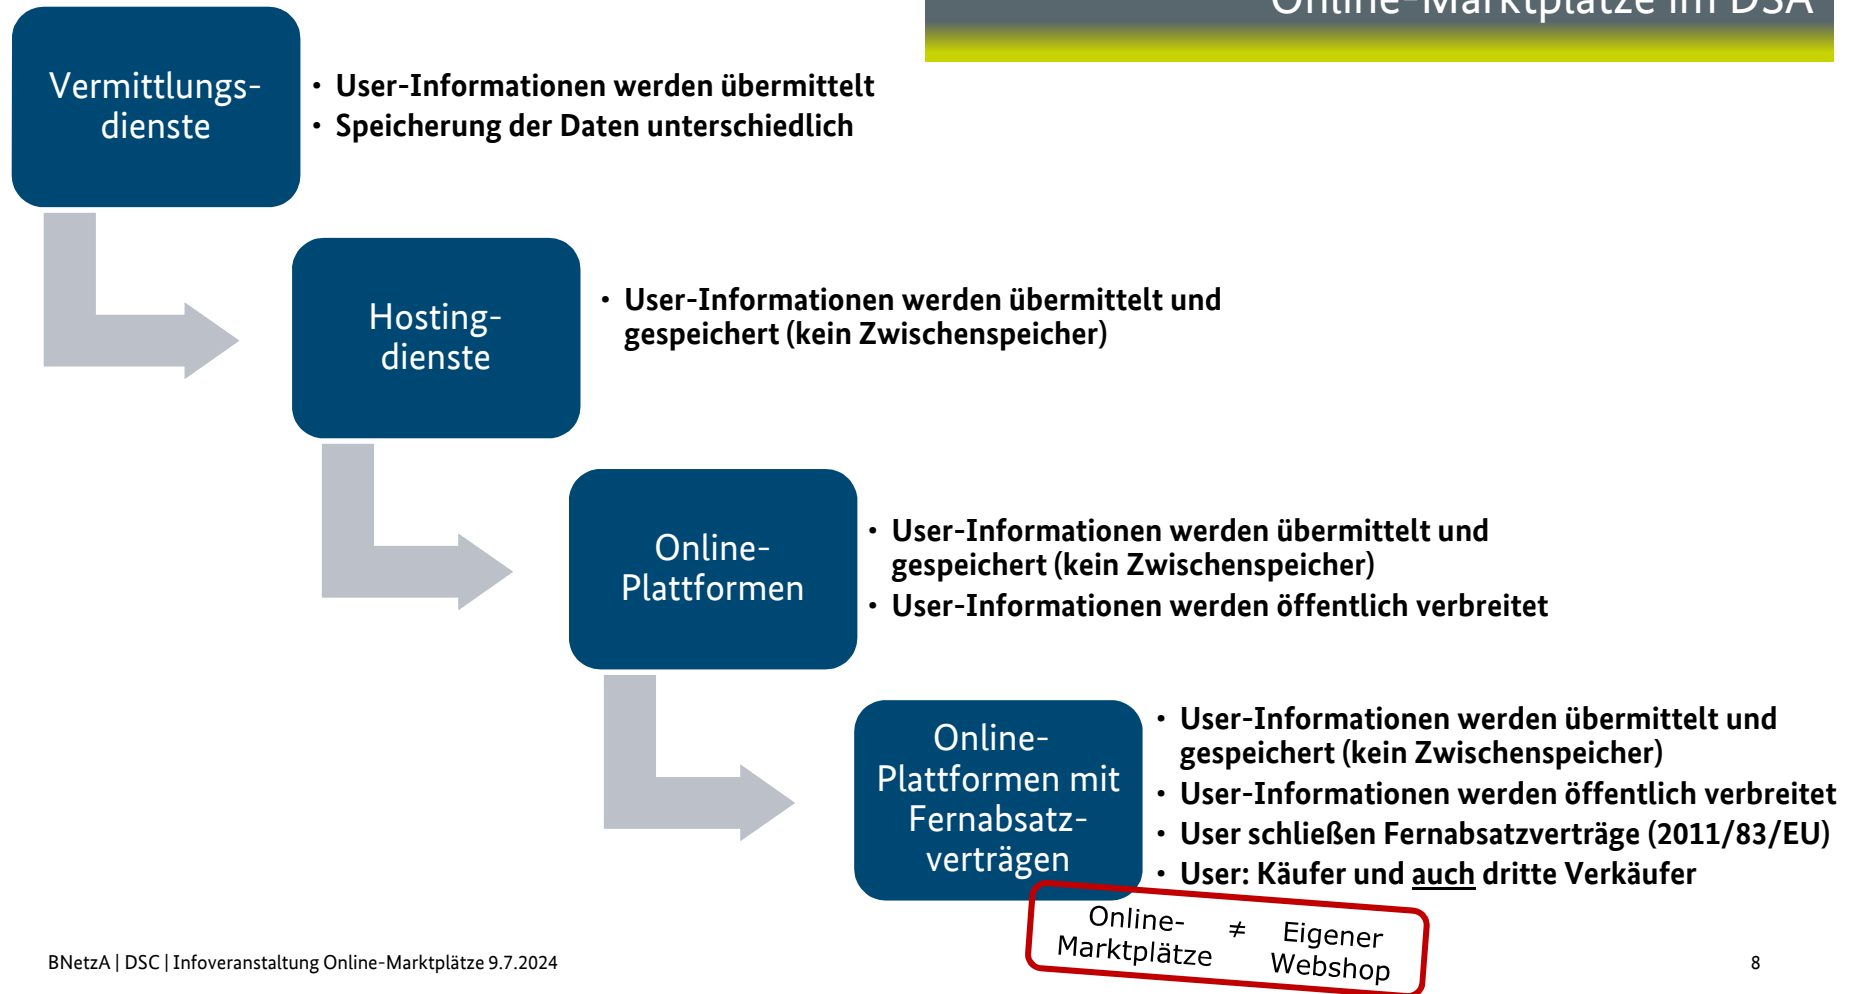 Online-Marktplätze im DSA
Vermittlungs-
dienste
• User-Informationen werden übermittelt
• Speicherung der Daten unterschiedlich
Hosting-
dienste
• User-Informationen werden übermittelt und
gespeichert (kein Zwischenspeicher)
Online-
Plattformen
• User-Informationen werden übermittelt und
gespeichert (kein Zwischenspeicher)
• User-Informationen werden öffentlich verbreitet
Online-
Plattformen mit
Fernabsatz-
verträgen
• User-Informationen werden übermittelt und
gespeichert (kein Zwischenspeicher)
• User-Informationen werden öffentlich verbreitet
• User schließen Fernabsatzverträge (2011/83/EU)
• User: Käufer und auch dritte Verkäufer
Online- ≠ Eigener
Marktplätze Webshop
BNetzA | DSC | Infoveranstaltung Online-Marktplätze 9.7.2024
8